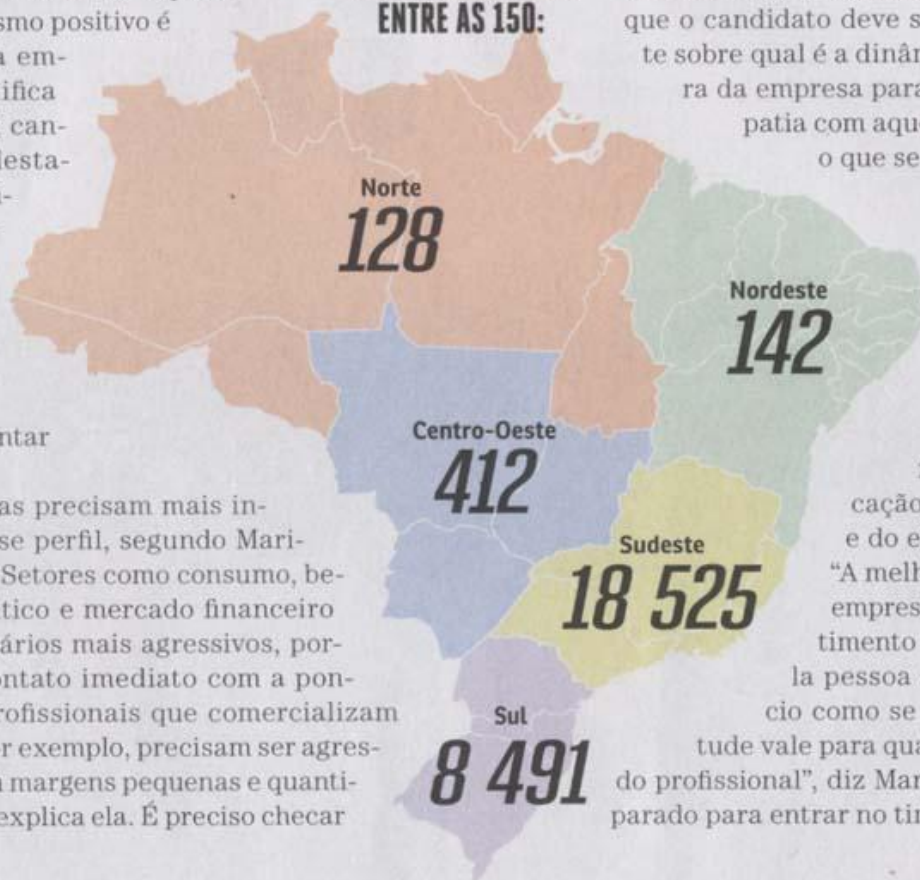 smo positivo é
a em-
ifica
can-
lesta-
ntar
as precisam mais in-
se perfil, segundo Mari-
Setores como consumo, be-
tico e mercado financeiro
ários mais agressivos, por-
ontato imediato com a pon-
rofissionais que comercializam
r exemplo, precisam ser agres-
margens pequenas e quanti-
explica ela. É preciso checar
ENTRE AS 150:
Norte
128
Nordeste
142
Centro-Oeste
412
Sudeste
18 525
Sul
8 491
que o candidato deve s
te sobre qual é a dinâr
ra da empresa para
patia com aqu
o que se
cação
e do e
“A melh
empres
timento
la pessoa
cio como se
tude vale para qua
do profissional”, diz Mar
parado para entrar no tir